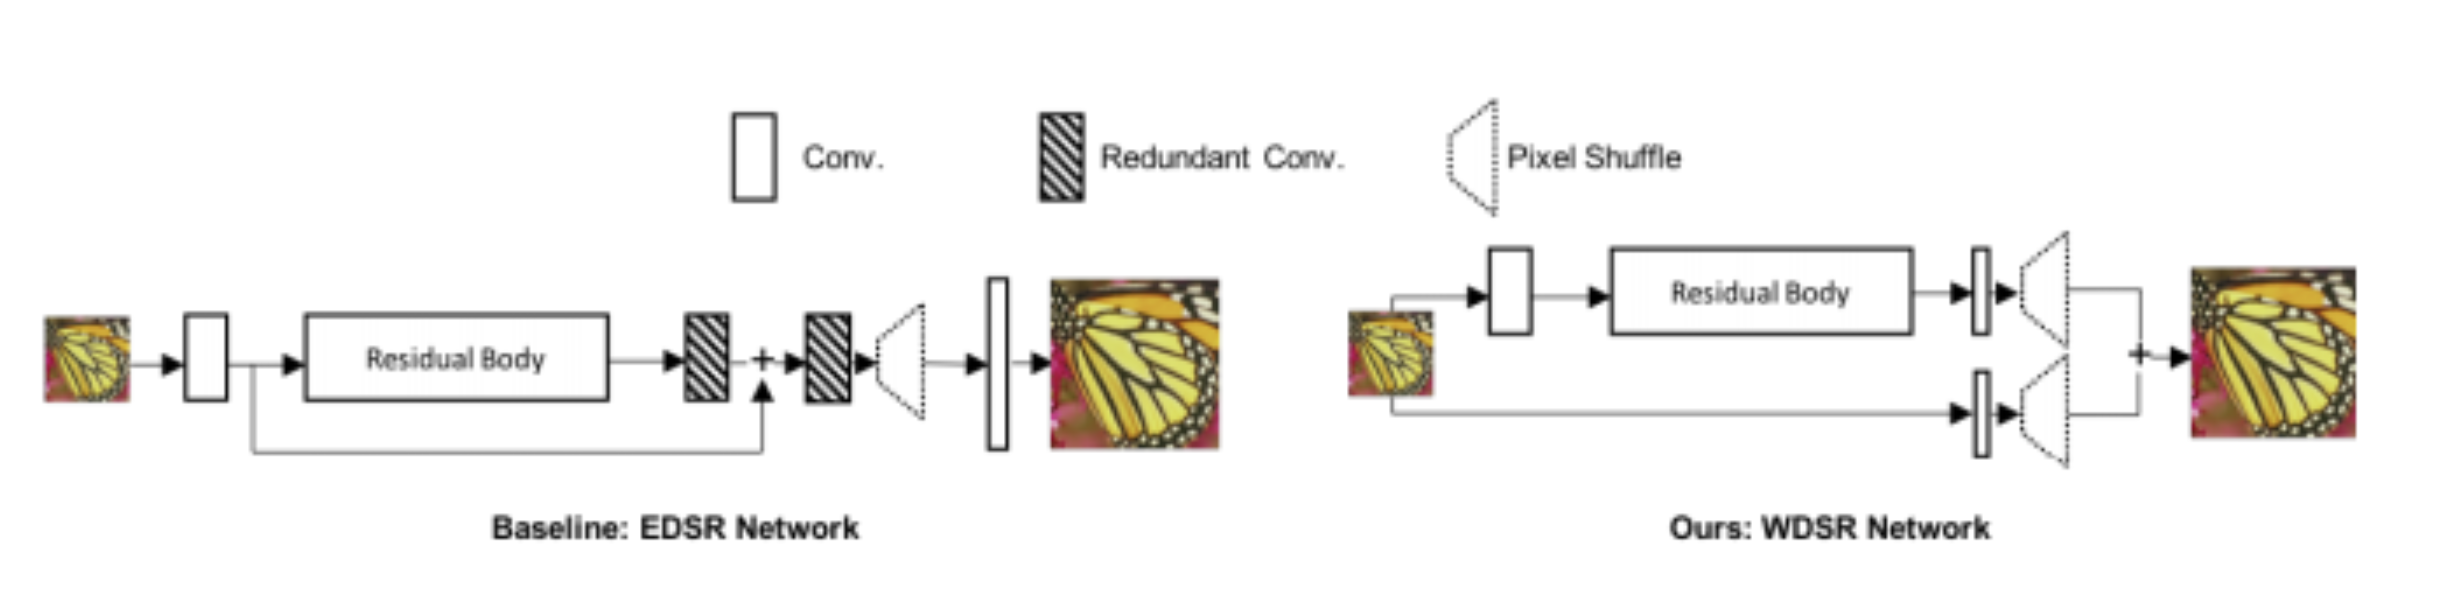 Conv.
Redundant Conv.
Pixel Shuffle
Residual Body
+
Residual Body
+
Baseline: EDSR Network
Ours: WDSR Network